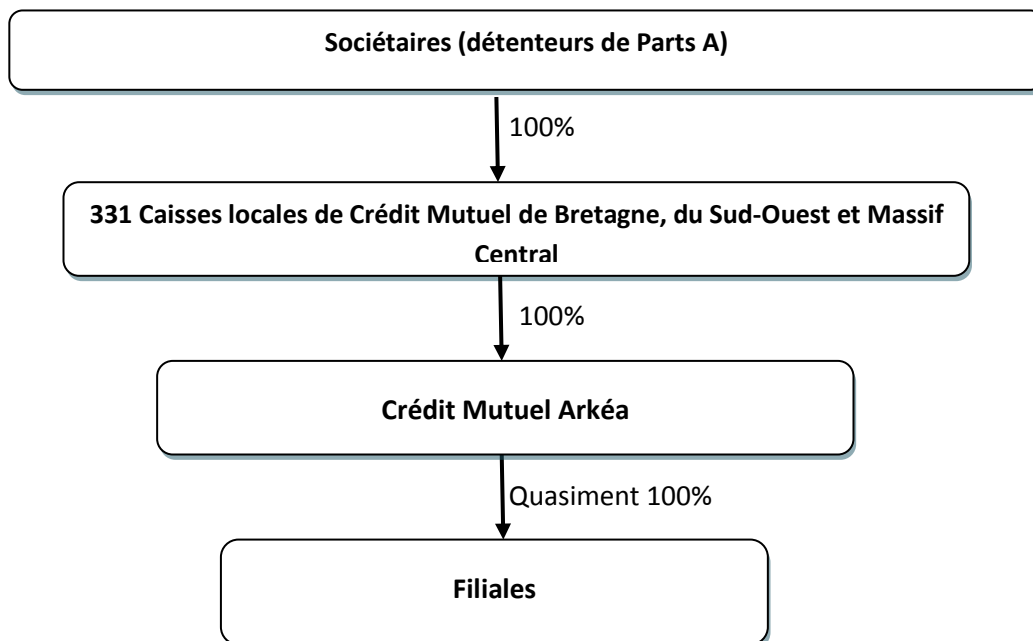 Sociétaires (détenteurs de Parts A)
100%
331 Caisses locales de Crédit Mutuel de Bretagne, du Sud-Ouest et Massif
Central
100%
Crédit Mutuel Arkéa
Quasiment 100%
Filiales